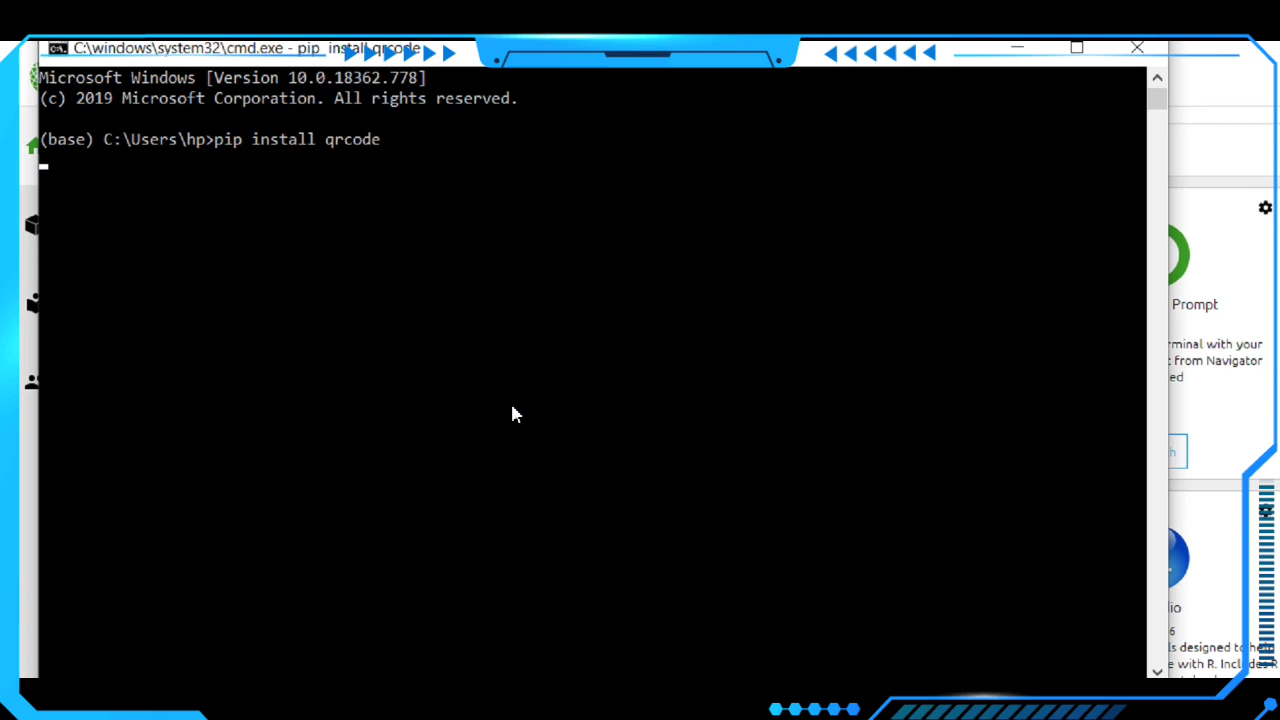 C:\windows\system32\cmd.exe - pip install qrcode
Microsoft Windows [Version 10.0.18362.778]
(c) 2019 Microsoft Corporation. All rights reserved.
(base) C:\Users\hp>pip install qrcode
Prompt
rminal with your
t from Navigator
ed
h
io
6
ls designed to help
e with R. Includes R